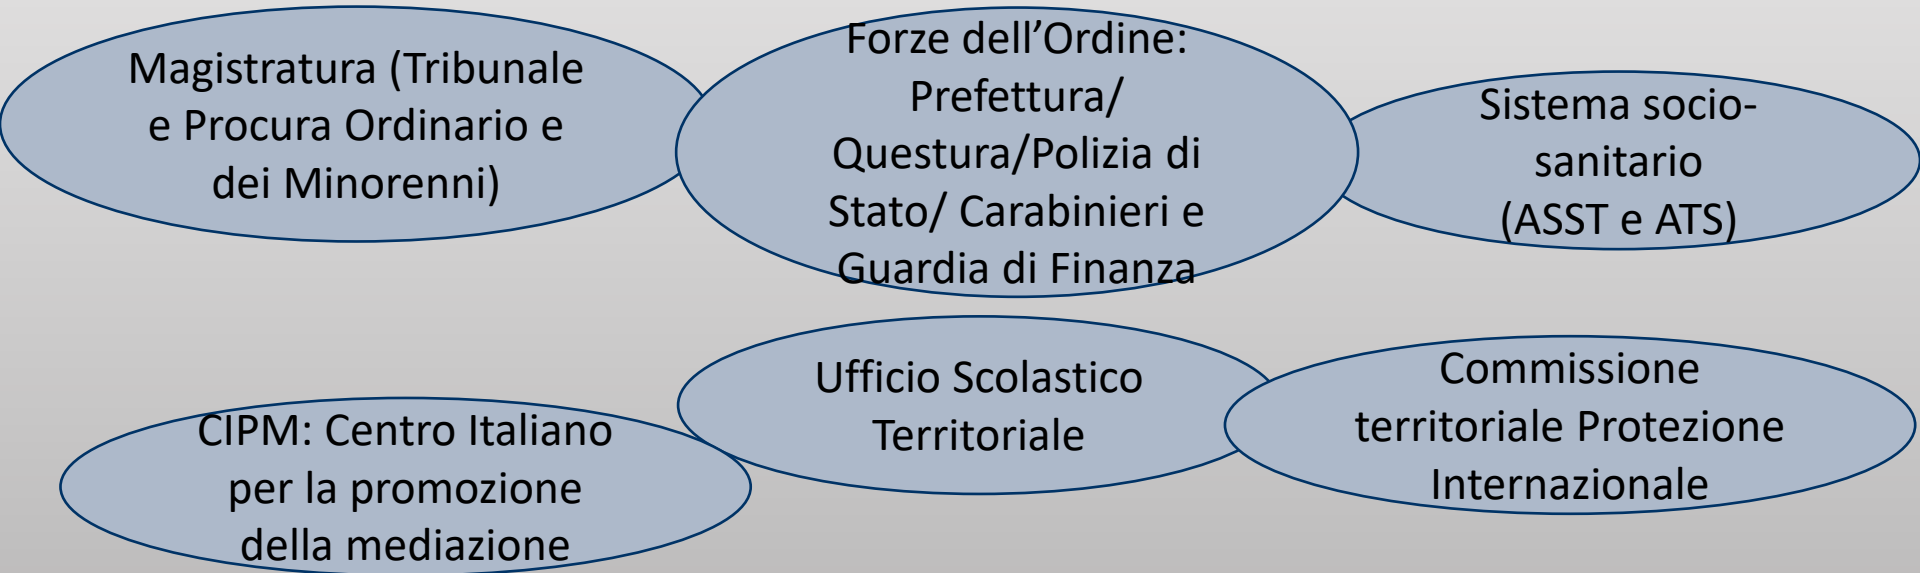 Magistratura (Tribunale
e Procura Ordinario e
dei Minorenni)
Forze dell’Ordine:
Prefettura/
Questura/Polizia di
Stato/ Carabinieri e
Guardia di Finanza
Sistema socio-
sanitario
(ASST e ATS)
CIPM: Centro Italiano
per la promozione
della mediazione
Ufficio Scolastico
Territoriale
Commissione
territoriale Protezione
Internazionale